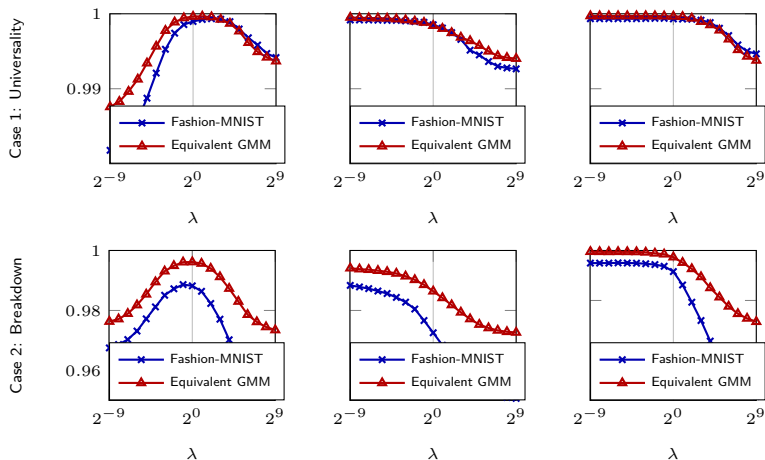 Case 1: Universality
1
0.99
Fashion-MNIST
Equivalent GMM
2^−9
2^0
2^9
λ
Fashion-MNIST
Equivalent GMM
2^−9
2^0
2^9
λ
Fashion-MNIST
Equivalent GMM
2^−9
2^0
2^9
λ
Case 2: Breakdown
1
0.98
0.96
Fashion-MNIST
Equivalent GMM
2^−9
2^0
2^9
λ
Fashion-MNIST
Equivalent GMM
2^−9
2^0
2^9
λ
Fashion-MNIST
Equivalent GMM
2^−9
2^0
2^9
λ